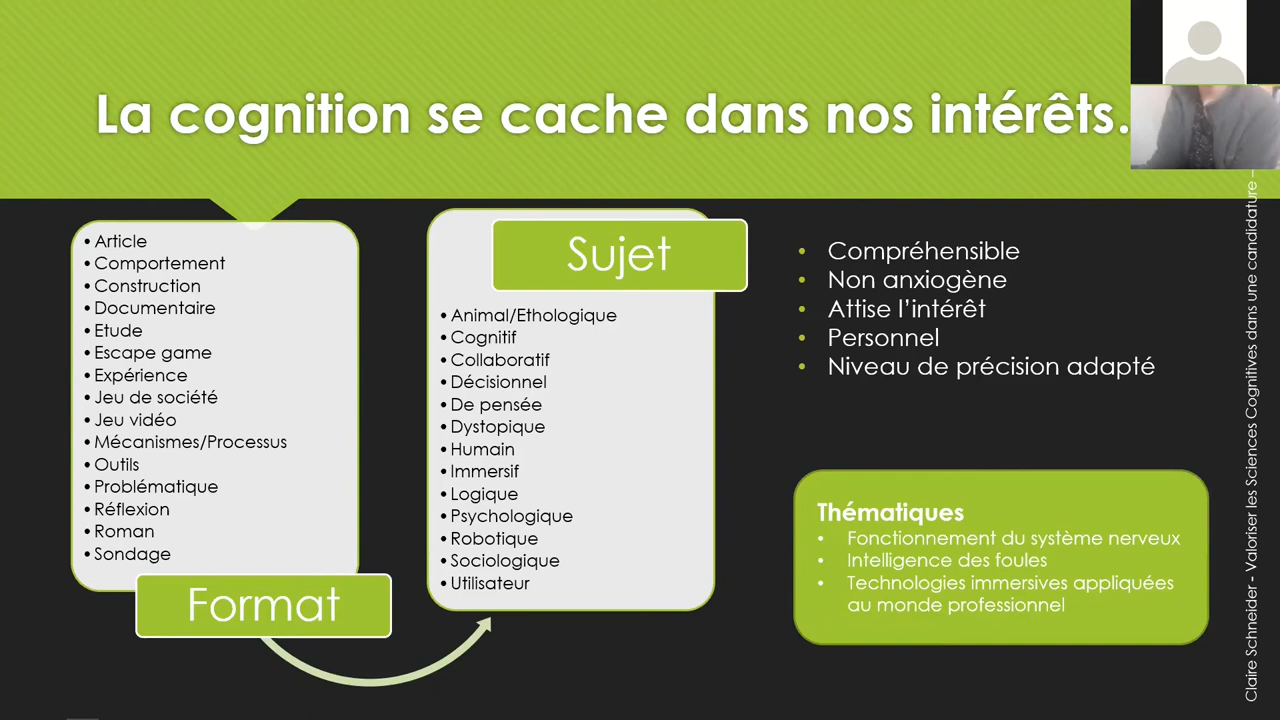 La cognition se cache dans nos intérêts.
• Article
• Comportement
• Construction
• Documentaire
• Etude
• Escape game
• Expérience
• Jeu de société
• Jeu vidéo
• Mécanismes/Processus
• Outils
• Problématique
• Réflexion
• Roman
• Sondage
Format
Sujet
• Animal/Ethologique
• Cognitif
• Collaboratif
• Décisionnel
• De pensée
• Dystopique
• Humain
• Immersif
• Logique
• Psychologique
• Robotique
• Sociologique
• Utilisateur
• Compréhensible
• Non anxiogène
• Attise l’intérêt
• Personnel
• Niveau de précision adapté
Thématiques
• Fonctionnement du système nerveux
• Intelligence des foules
• Technologies immersives appliquées
au monde professionnel
Claire Schneider - Valoriser les Sciences Cognitives dans une candidature –